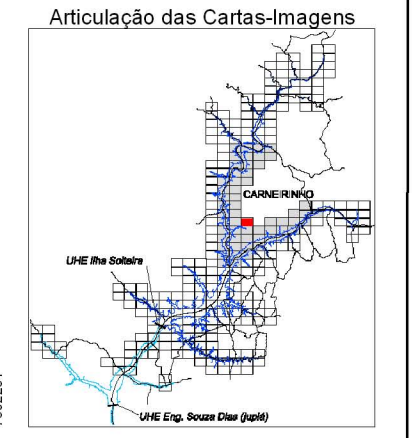 Articulação das Cartas-Imagens
CARNEIRINHO
UHE Ilha Solteira
UHE Eng. Souza Dias (jupiá)